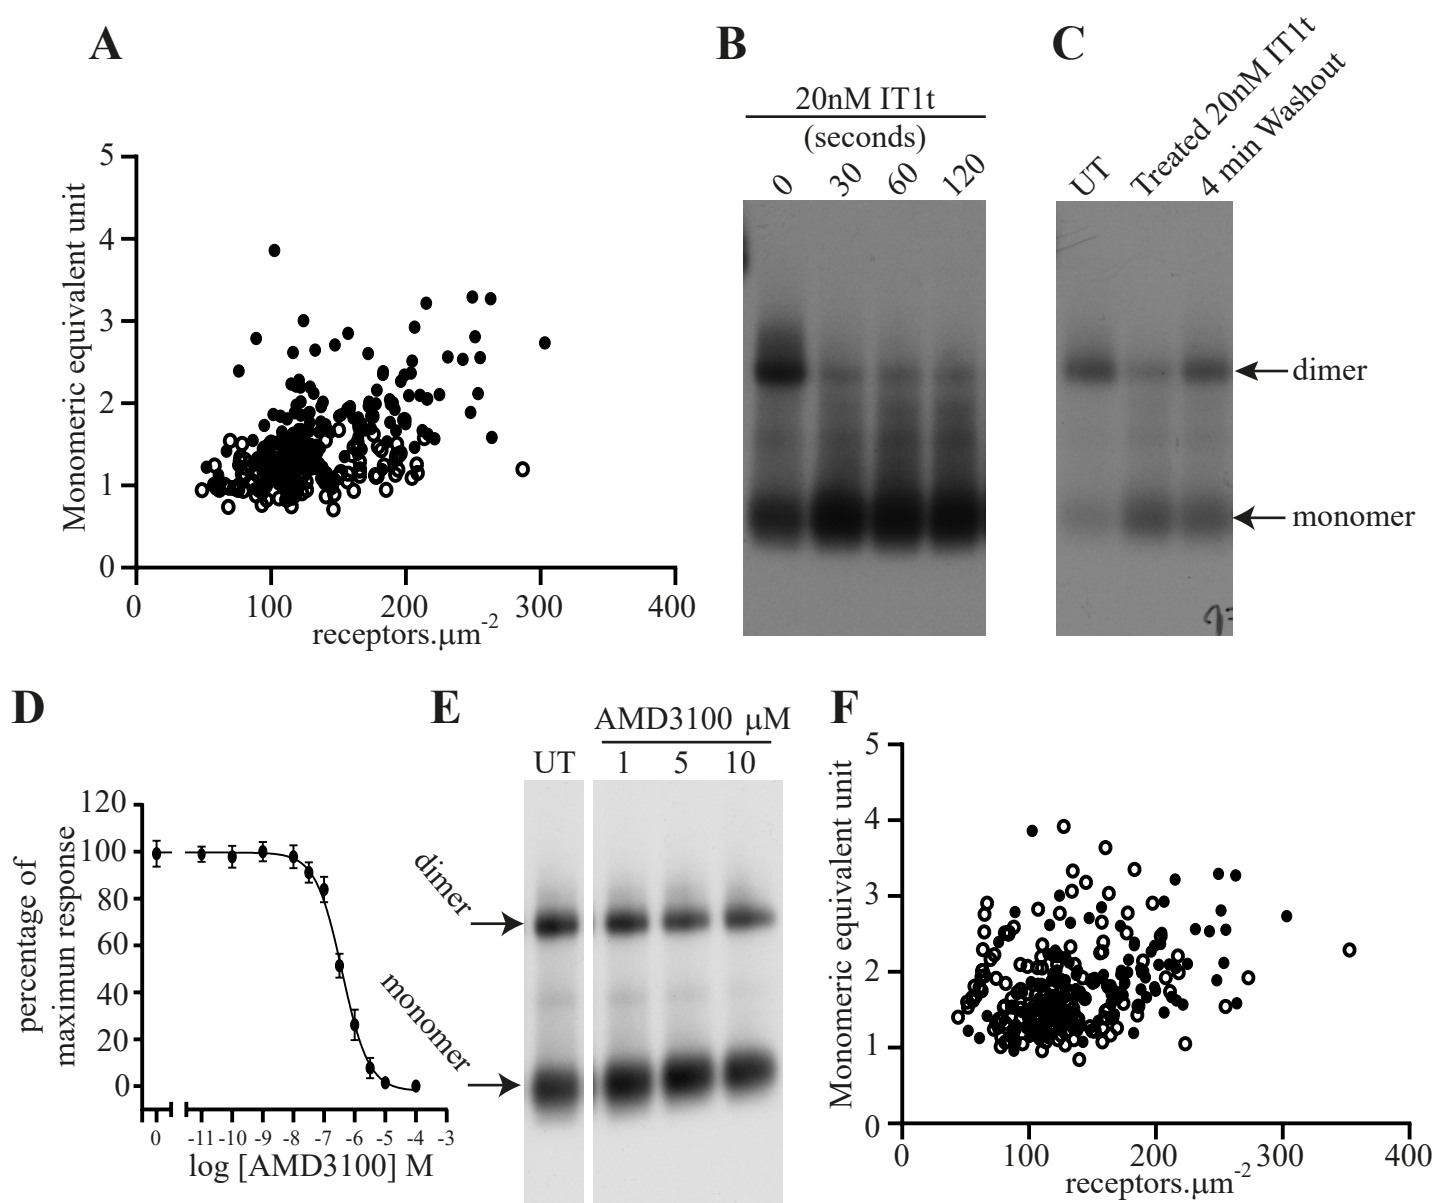 A
Monomeric equivalent unit
5
4
3
2
1
0
0 100 200 300 400
receptors.μm-2
B
20nM IT1t
(seconds)
0 30 60 120
C
UT Treated 20nM IT1t 4 min Washout
dimer
monomer
D
percentage of
maximun response
120
100
80
60
40
20
0
0 -11 -10 -9 -8 -7 -6 -5 -4 -3
log [AMD3100] M
E
AMD3100 μM
UT 1 5 10
dimer
monomer
F
Monomeric equivalent unit
5
4
3
2
1
0
0 100 200 300 400
receptors.μm-2